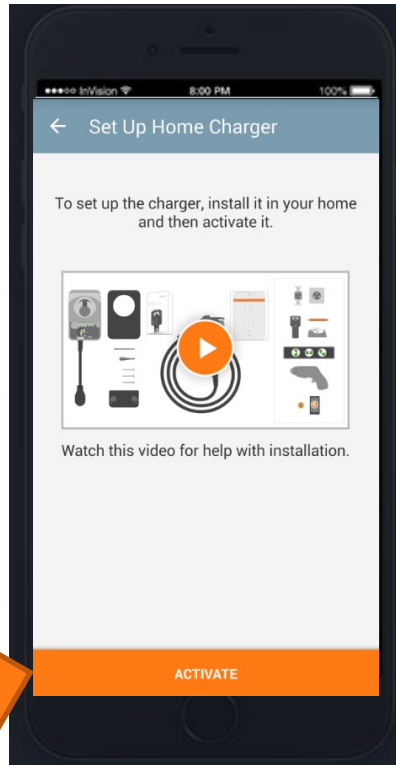 InVision 8:00 PM 100%
← Set Up Home Charger
To set up the charger, install it in your home
and then activate it.
Watch this video for help with installation.
ACTIVATE